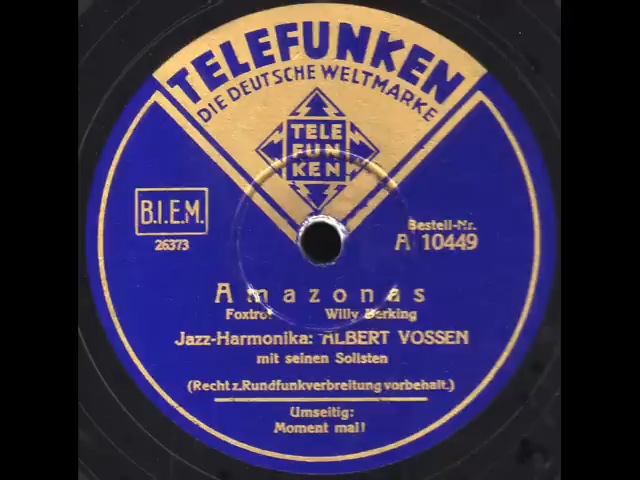 TELEFUNKEN
DIE DEUTSCHE WELTMARKE
TELE
FUN
KEN
B.I.E.M.
26373
Bestell-Nr.
A 10449
Amazonas
Foxtrot Willy Berking
Jazz-Harmonika: ALBERT VOSSEN
mit seinen Solisten
(Recht z.Rundfunkverbreitung vorbehalt.)
Umseitig:
Moment mal!